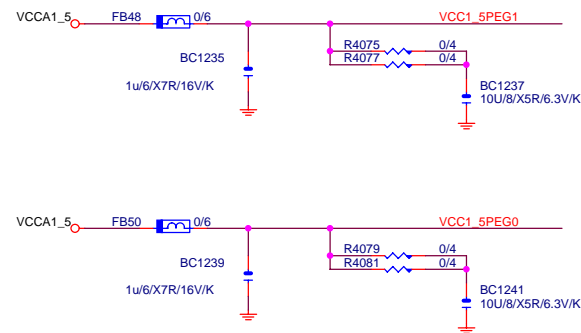 VCCA1_5 FB48 0/6 VCC1_5PEG1
R4075 0/4
R4077 0/4
BC1235
1u/6/X7R/16V/K
BC1237
10U/8/X5R/6.3V/K
VCCA1_5 FB50 0/6 VCC1_5PEG0
R4079 0/4
R4081 0/4
BC1239
1u/6/X7R/16V/K
BC1241
10U/8/X5R/6.3V/K